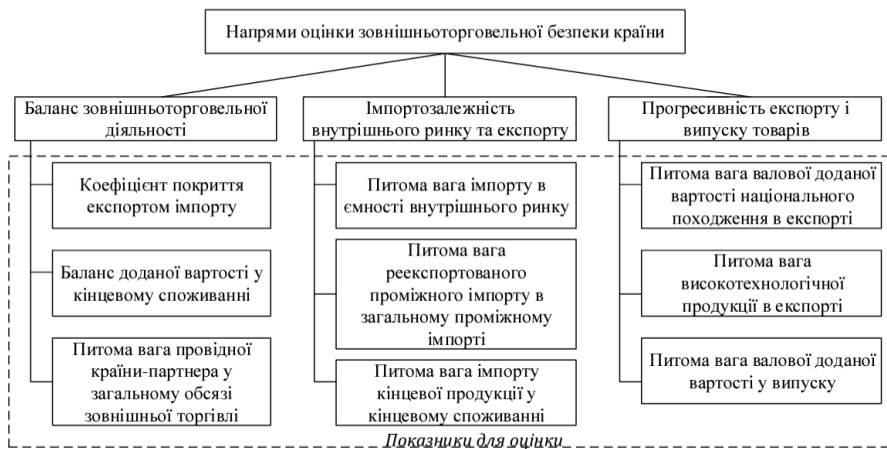 Напрями оцінки зовнішньоторговельної безпеки країни
Баланс зовнішньоторговельної
діяльності
Імпортозалежність
внутрішнього ринку та експорту
Прогресивність експорту і
випуску товарів
Коефіцієнт покриття
експортом імпорту
Баланс доданої вартості у
кінцевому споживанні
Питома вага провідної
країни-партнера у
загальному обсязі
зовнішньої торгівлі
Питома вага імпорту в
ємності внутрішнього ринку
Питома вага
реекспортованого
проміжного імпорту в
загальному проміжному
імпорті
Питома вага імпорту
кінцевої продукції у
кінцевому споживанні
Питома вага валової доданої
вартості національного
походження в експорті
Питома вага
високотехнологічної
продукції в експорті
Питома вага валової доданої
вартості у випуску
Показники для оцінки